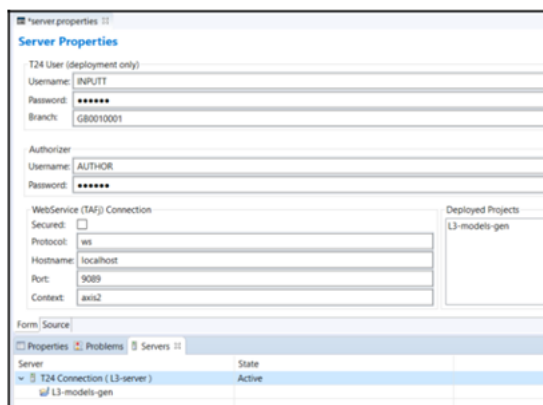 *server.properties
Server Properties
T24 User (deployment only)
Username: INPUTT
Password: ●●●●●●
Branch: GB0010001
Authorizer
Username: AUTHOR
Password: ●●●●●●
WebService (TAFj) Connection
Secured:
Protocol: ws
Hostname: localhost
Port: 9089
Context: axis2
Deployed Projects
L3-models-gen
Form Source
Properties Problems Servers
Server State
T24 Connection ( L3-server ) Active
L3-models-gen